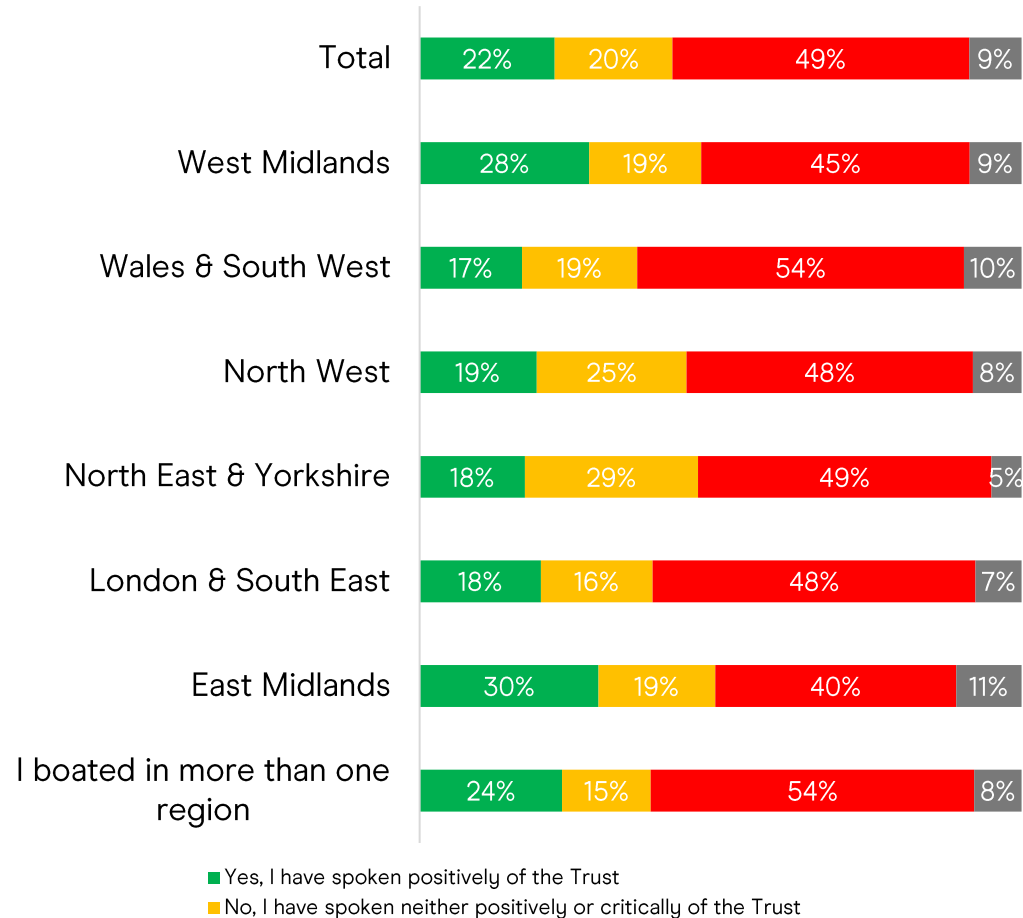 Total 22% 20% 49% 9%
West Midlands 28% 19% 45% 9%
Wales & South West 17% 19% 54% 10%
North West 19% 25% 48% 8%
North East & Yorkshire 18% 29% 49% 5%
London & South East 18% 16% 48% 7%
East Midlands 30% 19% 40% 11%
I boated in more than one
region 24% 15% 54% 8%
Yes, I have spoken positively of the Trust
No, I have spoken neither positively or critically of the Trust